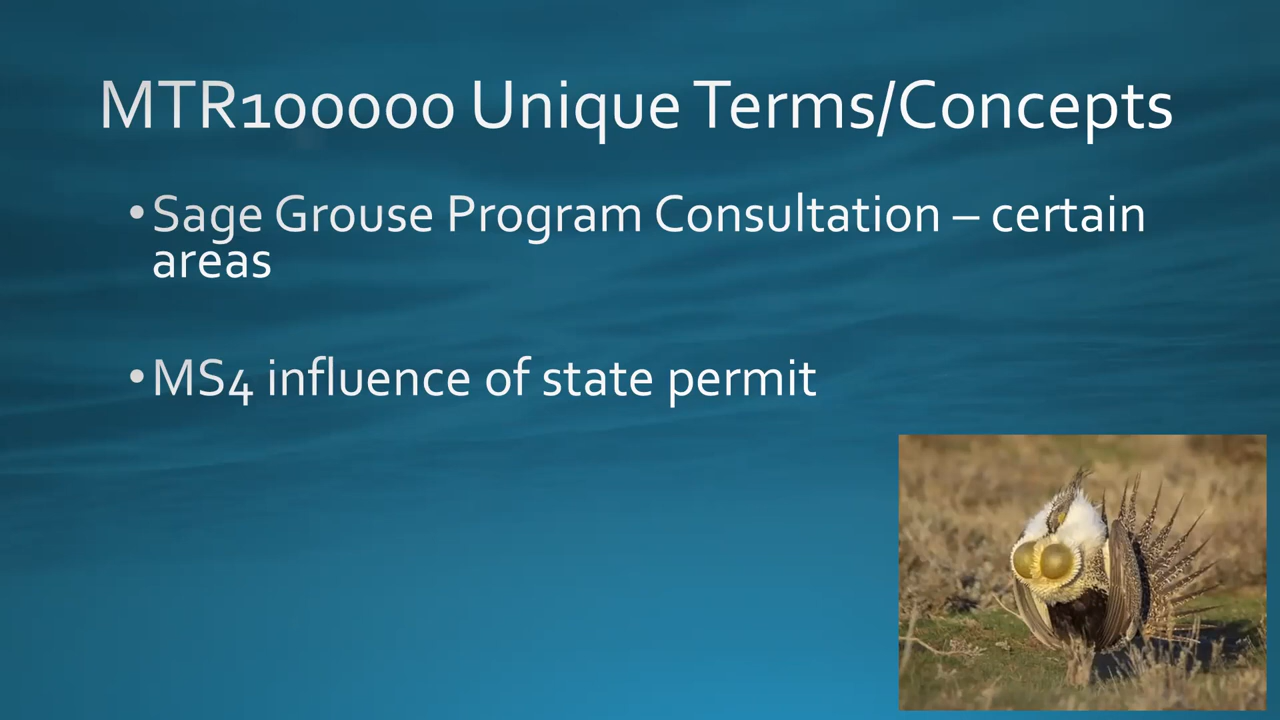 MTR100000 Unique Terms/Concepts
•Sage Grouse Program Consultation – certain
areas
•MS4 influence of state permit